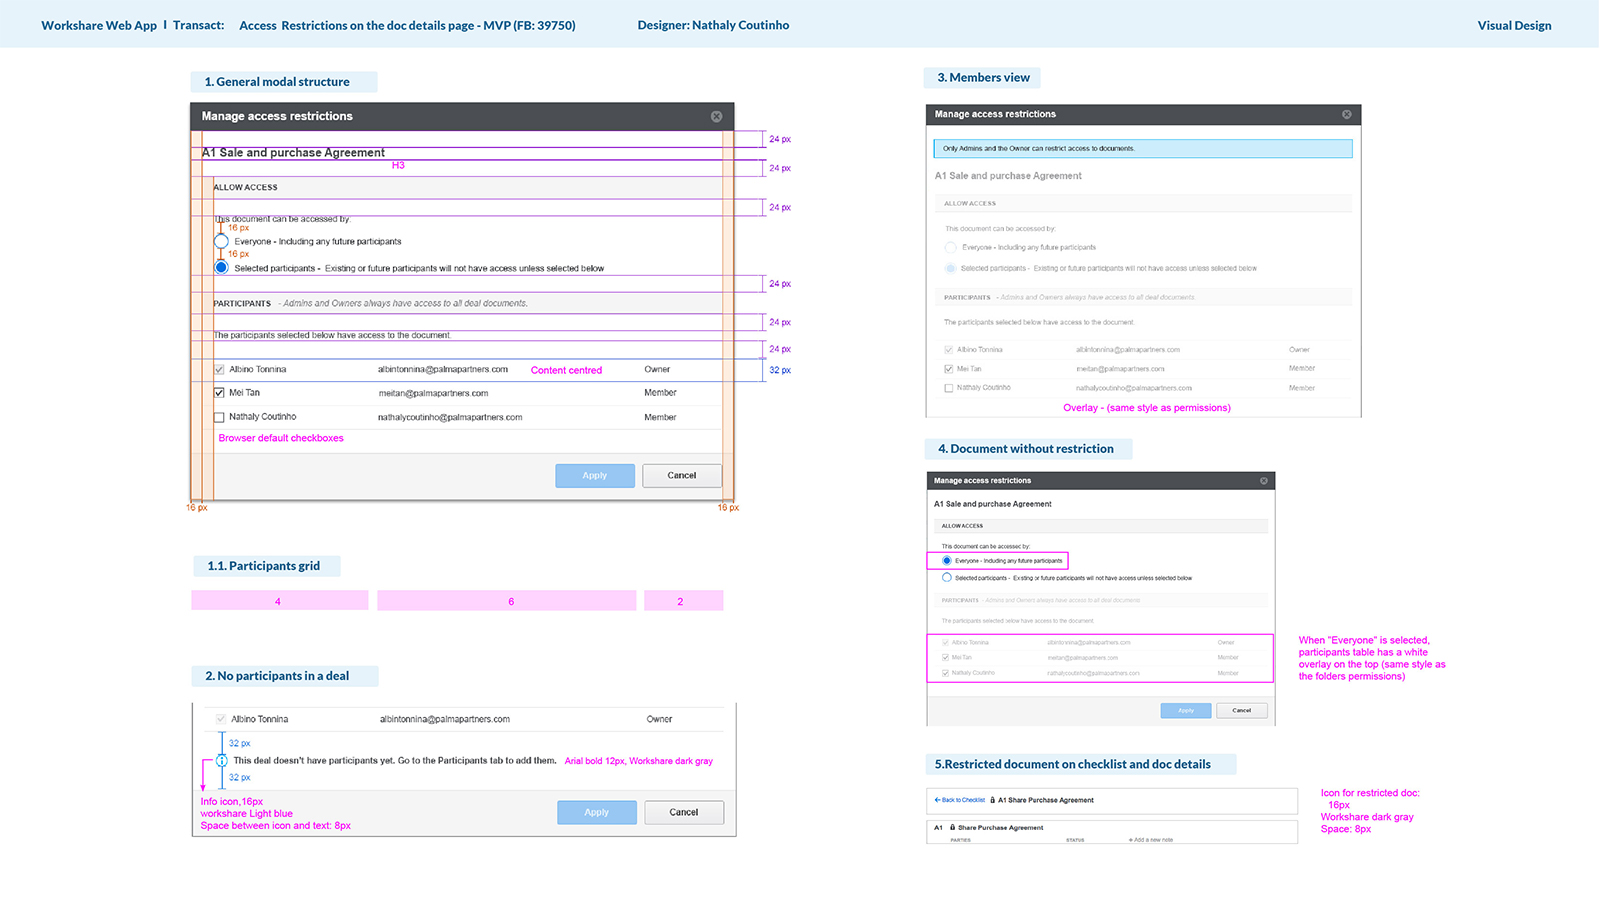 Workshare Web App I Transact: Access Restrictions on the doc details page - MVP (FB: 39750) Designer: Nathaly Coutinho Visual Design
1. General modal structure
Manage access restrictions
24 px
A1 Sale and purchase Agreement
H3
24 px
ALLOW ACCESS
24 px
This document can be accessed by:
16 px
Everyone - Including any future participants
16 px
Selected participants - Existing or future participants will not have access unless selected below
24 px
PARTICIPANTS - Admins and Owners always have access to all deal documents.
24 px
The participants selected below have access to the document.
24 px
Albino Tonnina albintonnina@palmapartners.com Content centred Owner 32 px
Mei Tan meitan@palmapartners.com Member
Nathaly Coutinho nathalycoutinho@palmapartners.com Member
Browser default checkboxes
Apply Cancel
16 px 16 px
1.1. Participants grid
4 6 2
2. No participants in a deal
Albino Tonnina albintonnina@palmapartners.com Owner
32 px
This deal doesn't have participants yet. Go to the Participants tab to add them. Arial bold 12px, Workshare dark gray
32 px
Info icon,16px
workshare Light blue
Space between icon and text: 8px
Apply Cancel
3. Members view
Manage access restrictions
Only Admins and the Owner can restrict access to documents.
A1 Sale and purchase Agreement
ALLOW ACCESS
This document can be accessed by:
Everyone - Including any future participants
Selected participants - Existing or future participants will not have access unless selected below
PARTICIPANTS - Admins and Owners always have access to all deal documents.
The participants selected below have access to the document.
Albino Tonnina albintonnina@palmapartners.com Owner
Mei Tan meitan@palmapartners.com Member
Nathaly Coutinho nathalycoutinho@palmapartners.com Member
Overlay - (same style as permissions)
4. Document without restriction
Manage access restrictions
A1 Sale and purchase Agreement
ALLOW ACCESS
This document can be accessed by:
Everyone - Including any future participants
Selected participants - Existing or future participants will not have access unless selected below
PARTICIPANTS - Admins and Owners always have access to all deal documents
The participants selected below have access to the document
Albino Tonnina albintonnina@palmapartners.com Owner
Mei Tan meitan@palmapartners.com Member
Nathaly Coutinho nathalycoutinho@palmapartners.com Member
When "Everyone" is selected,
participants table has a white
overlay on the top (same style as
the folders permissions)
Apply Cancel
5.Restricted document on checklist and doc details
Back to Checklist A1 Share Purchase Agreement
A1 Share Purchase Agreement
PARTIES STATUS + Add a new note
Icon for restricted doc:
16px
Workshare dark gray
Space: 8px